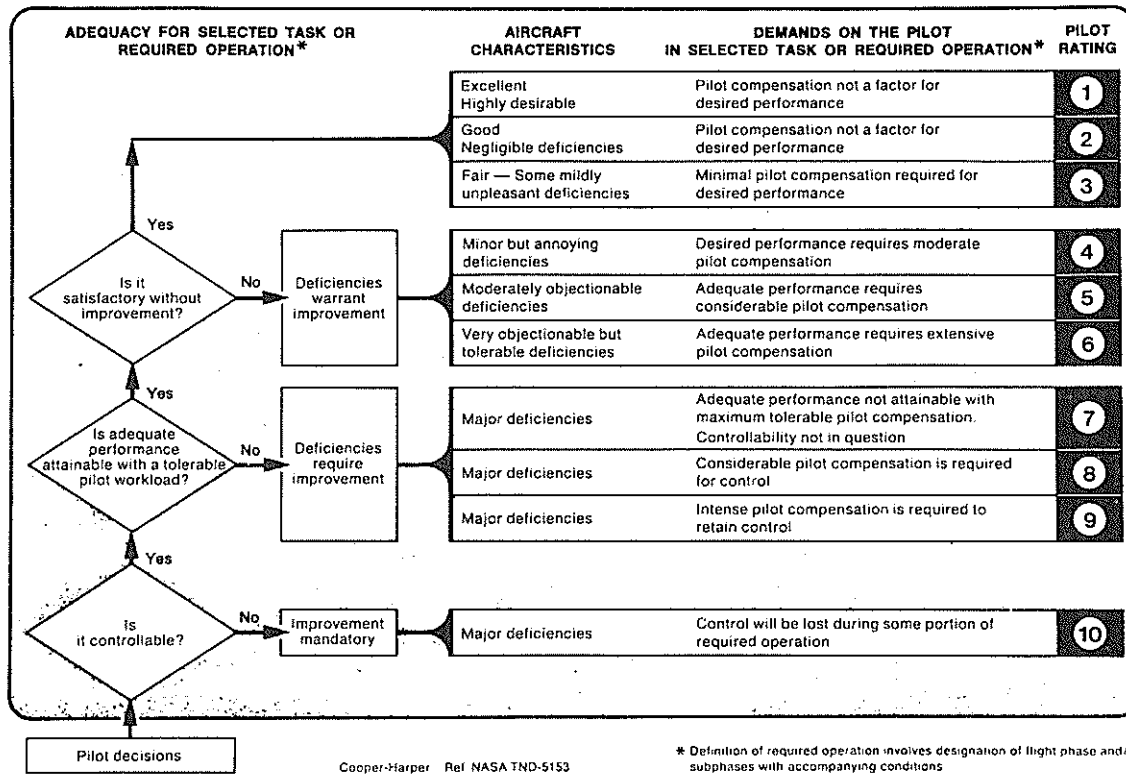 ADEQUACY FOR SELECTED TASK OR
REQUIRED OPERATION*
AIRCRAFT
CHARACTERISTICS
DEMANDS ON THE PILOT
IN SELECTED TASK OR REQUIRED OPERATION*
PILOT
RATING
Excellent
Highly desirable
Pilot compensation not a factor for
desired performance
1
Good
Negligible deficiencies
Pilot compensation not a factor for
desired performance
2
Fair — Some mildly
unpleasant deficiencies
Minimal pilot compensation required for
desired performance
3
Yes
Is it
satisfactory without
improvement?
No
Deficiencies
warrant
improvement
Minor but annoying
deficiencies
Desired performance requires moderate
pilot compensation
4
Moderately objectionable
deficiencies
Adequate performance requires
considerable pilot compensation
5
Very objectionable but
tolerable deficiencies
Adequate performance requires extensive
pilot compensation
6
Yes
Is adequate
performance
attainable with a tolerable
pilot workload?
No
Deficiencies
require
improvement
Major deficiencies
Adequate performance not attainable with
maximum tolerable pilot compensation.
Controllability not in question
7
Major deficiencies
Considerable pilot compensation is required
for control
8
Major deficiencies
Intense pilot compensation is required to
retain control
9
Yes
Is
it controllable?
No
Improvement
mandatory
Major deficiencies
Control will be lost during some portion of
required operation
10
Pilot decisions
Cooper-Harper Ref NASA TND-5153
* Definition of required operation involves designation of flight phase and/
subphases with accompanying conditions